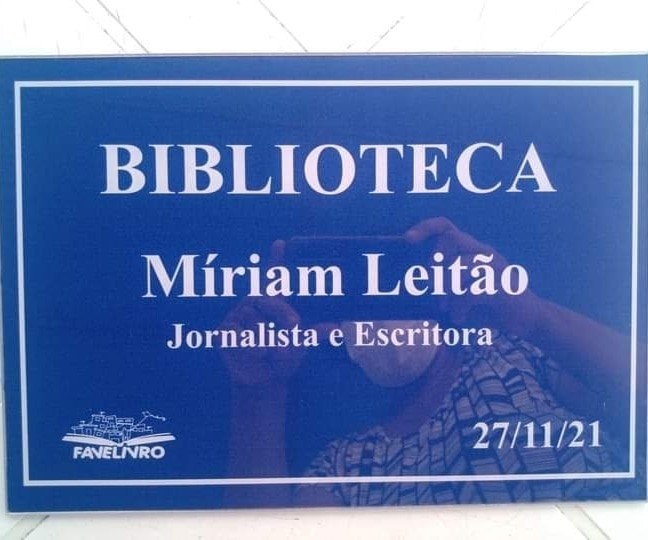 BIBLIOTECA
Míriam Leitão
Jornalista e Escritora
FAVELIVRO
27/11/21